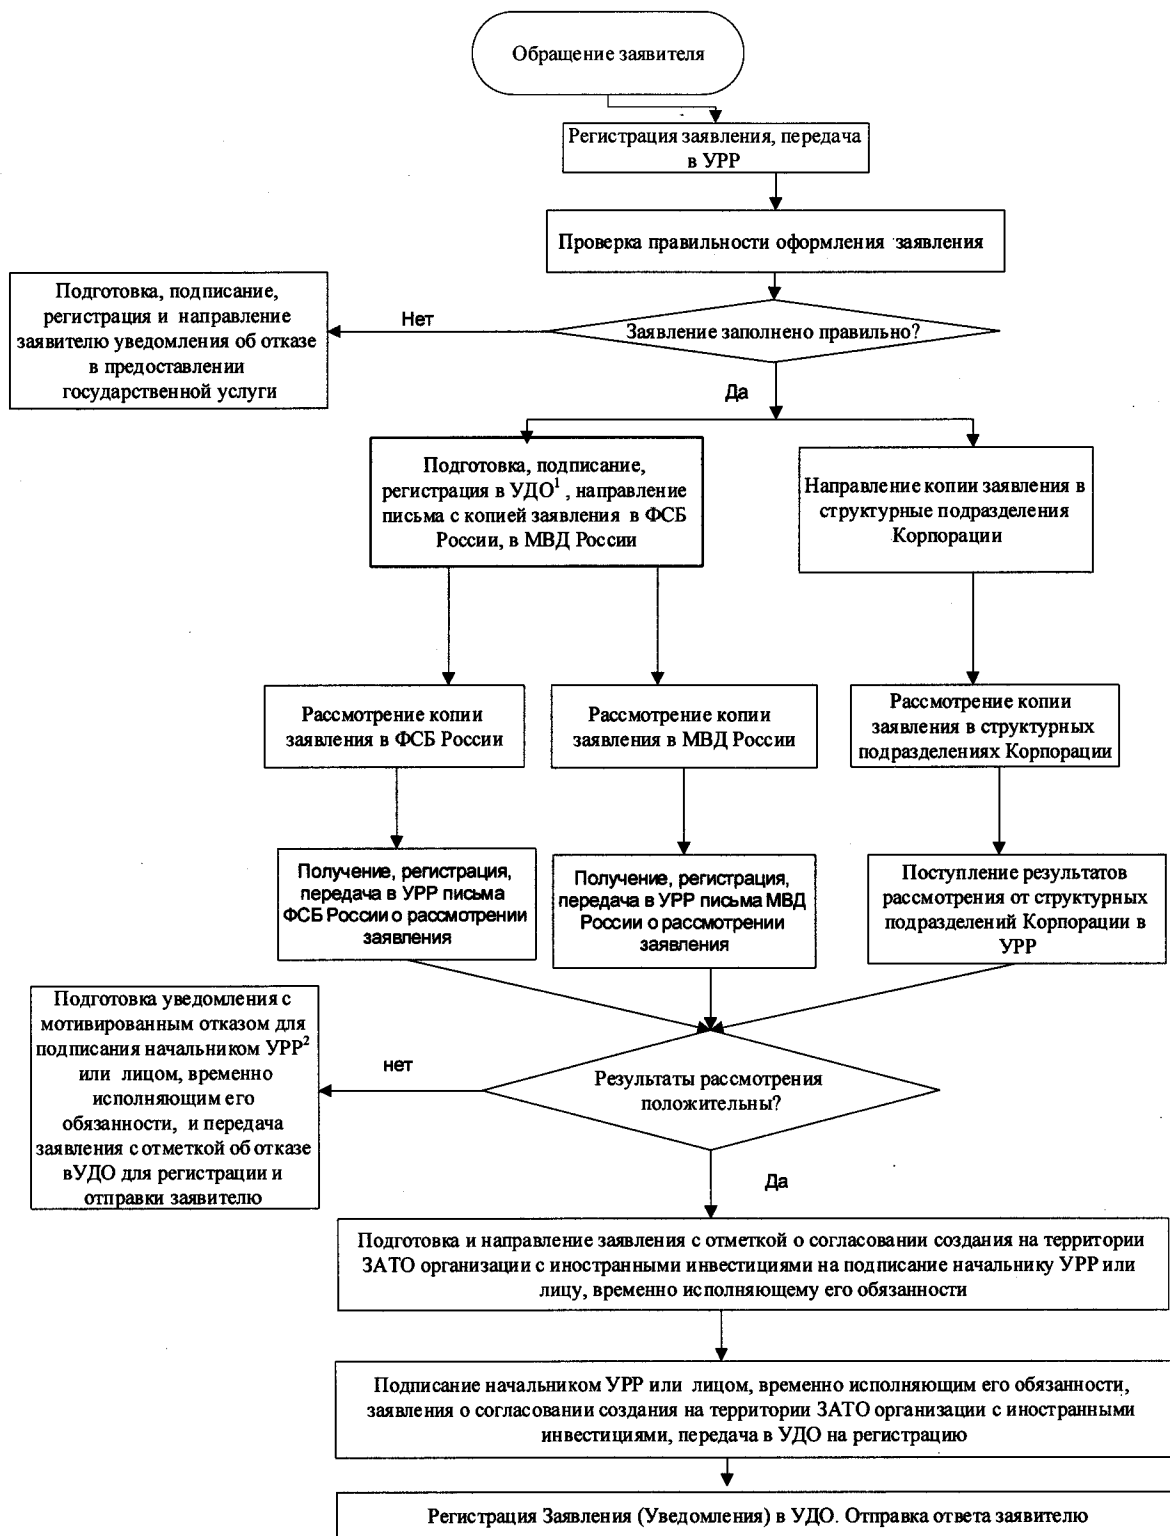 Обращение заявителя
Регистрация заявления, передача
в УРР
Проверка правильности оформления заявления
Подготовка, подписание,
регистрация и направление
заявителю уведомления об отказе
в предоставлении
государственной услуги
Нет
Заявление заполнено правильно?
Да
Подготовка, подписание,
регистрация в УДО¹ , направление
письма с копией заявления в ФСБ
России, в МВД России
Направление копии заявления в
структурные подразделения
Корпорации
Рассмотрение копии
заявления в ФСБ России
Рассмотрение копии
заявления в МВД России
Рассмотрение копии
заявления в структурных
подразделениях Корпорации
Получение, регистрация,
передача в УРР письма
ФСБ России о рассмотрении
заявления
Получение, регистрация,
передача в УРР письма МВД
России о рассмотрении
заявления
Поступление результатов
рассмотрения от структурных
подразделений Корпорации в
УРР
Подготовка уведомления с
мотивированным отказом для
подписания начальником УРР²
или лицом, временно
исполняющим его
обязанности, и передача
заявления с отметкой об отказе
вУДО для регистрации и
отправки заявителю
нет
Результаты рассмотрения
положительны?
Да
Подготовка и направление заявления с отметкой о согласовании создания на территории
ЗАТО организации с иностранными инвестициями на подписание начальнику УРР или
лицу, временно исполняющему его обязанности
Подписание начальником УРР или лицом, временно исполняющим его обязанности,
заявления о согласовании создания на территории ЗАТО организации с иностранными
инвестициями, передача в УДО на регистрацию
Регистрация Заявления (Уведомления) в УДО. Отправка ответа заявителю